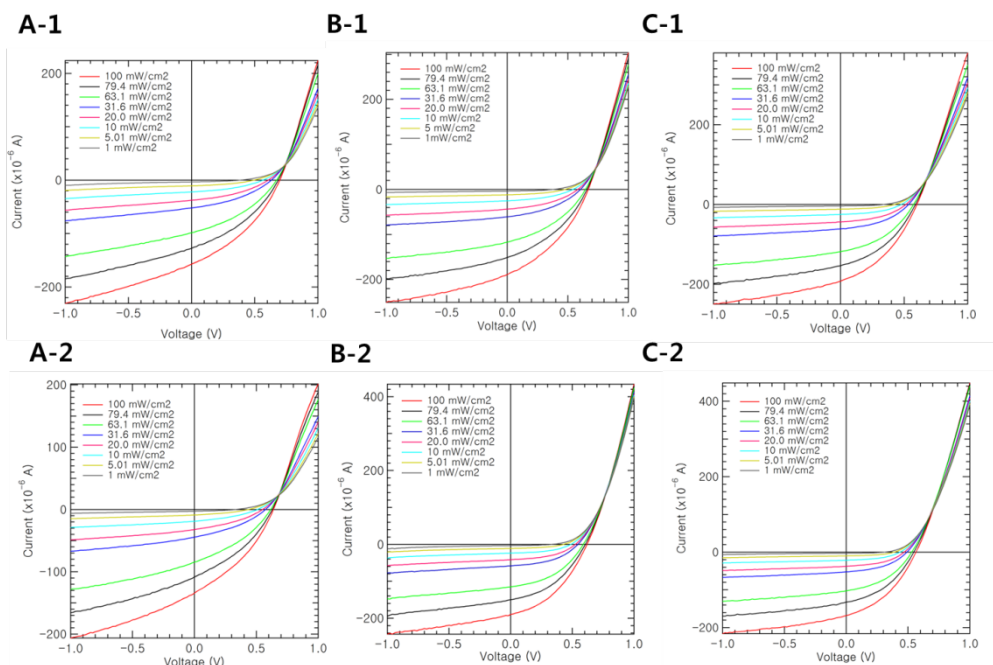 A-1
200
0
−200
Current (x10⁻⁶ A)
100 mW/cm2
79.4 mW/cm2
63.1 mW/cm2
31.6 mW/cm2
20.0 mW/cm2
10 mW/cm2
5.01 mW/cm2
1 mW/cm2
−1.0 −0.5 0.0 0.5 1.0
Voltage (V)
B-1
200
0
−200
Current (x10⁻⁶ A)
100 mW/cm2
79.4 mW/cm2
63.1 mW/cm2
31.6 mW/cm2
20.0 mW/cm2
10 mW/cm2
5 mW/cm2
1mW/cm2
−1.0 −0.5 0.0 0.5 1.0
Voltage (V)
C-1
200
0
−200
Current (x10⁻⁶ A)
100 mW/cm2
79.4 mW/cm2
63.1 mW/cm2
31.6 mW/cm2
20.0 mW/cm2
10 mW/cm2
5.01 mW/cm2
1 mW/cm2
−1.0 −0.5 0.0 0.5 1.0
Voltage (V)
A-2
200
100
0
−100
−200
Current (x10⁻⁶ A)
100 mW/cm2
79.4 mW/cm2
63.1 mW/cm2
31.6 mW/cm2
20.0 mW/cm2
10 mW/cm2
5.01 mW/cm2
1 mW/cm2
−1.0 −0.5 0.0 0.5 1.0
Voltage (V)
B-2
400
200
0
−200
Current (x10⁻⁶ A)
100 mW/cm2
79.4 mW/cm2
63.1 mW/cm2
31.6 mW/cm2
20.0 mW/cm2
10 mW/cm2
5.01 mW/cm2
1 mW/cm2
−1.0 −0.5 0.0 0.5 1.0
Voltage (V)
C-2
400
200
0
−200
Current (x10⁻⁶ A)
100 mW/cm2
79.4 mW/cm2
63.1 mW/cm2
31.6 mW/cm2
20.0 mW/cm2
10 mW/cm2
5.01 mW/cm2
1 mW/cm2
−1.0 −0.5 0.0 0.5 1.0
Voltage (V)